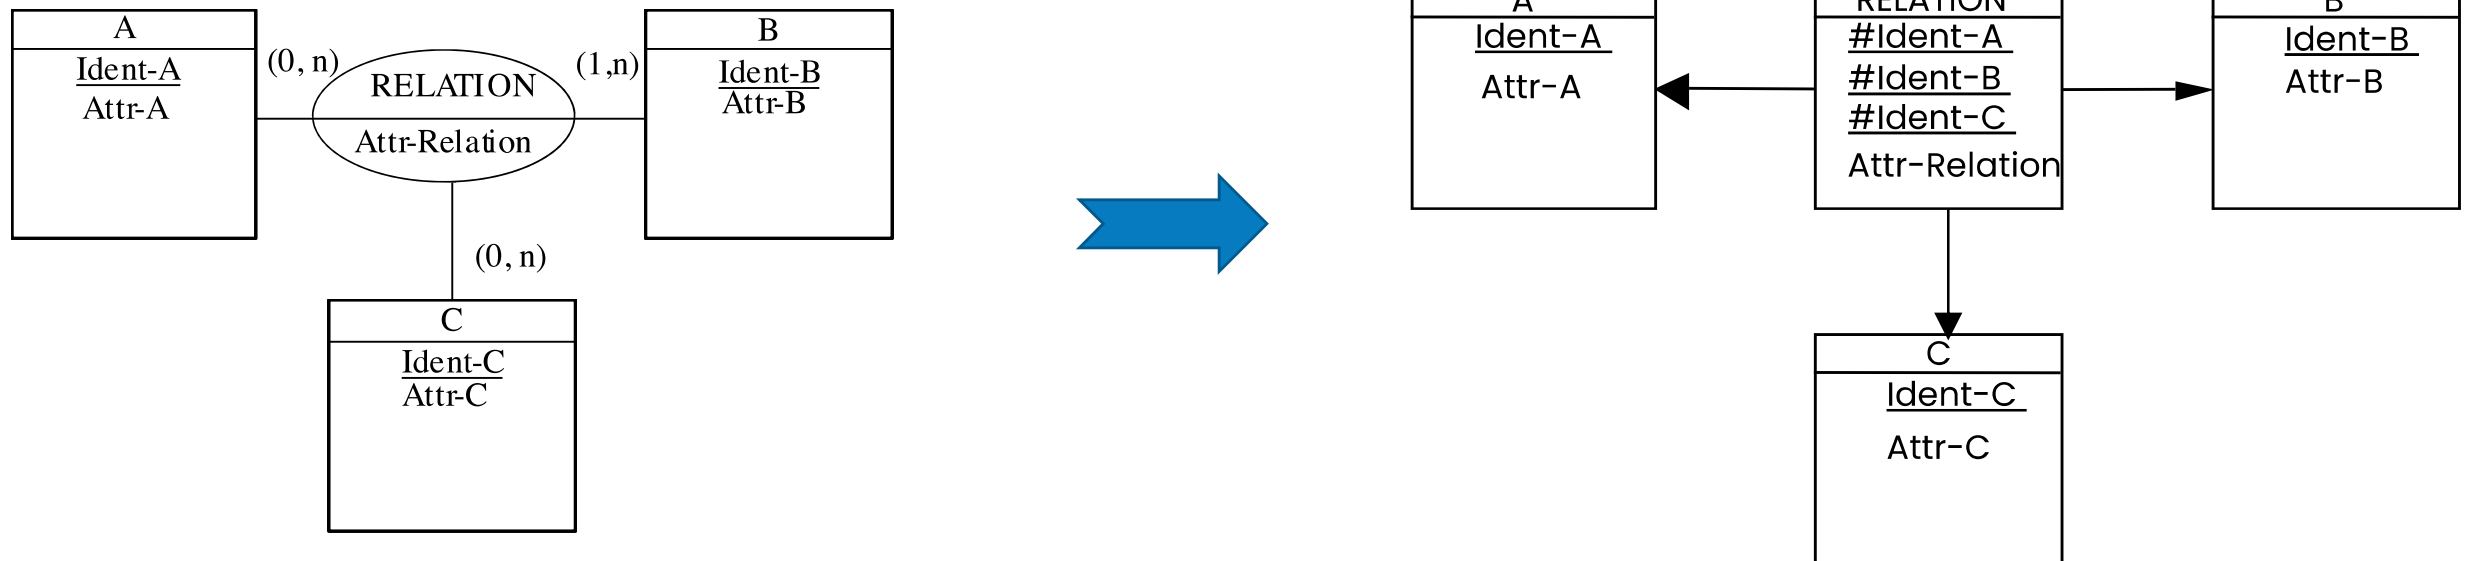 A
Ident-A
Attr-A
(0, n)
RELATION
Attr-Relation
(1,n)
B
Ident-B
Attr-B
(0, n)
C
Ident-C
Attr-C
A
Ident-A
Attr-A
RELATION
#Ident-A
#Ident-B
#Ident-C
Attr-Relation
B
Ident-B
Attr-B
C
Ident-C
Attr-C